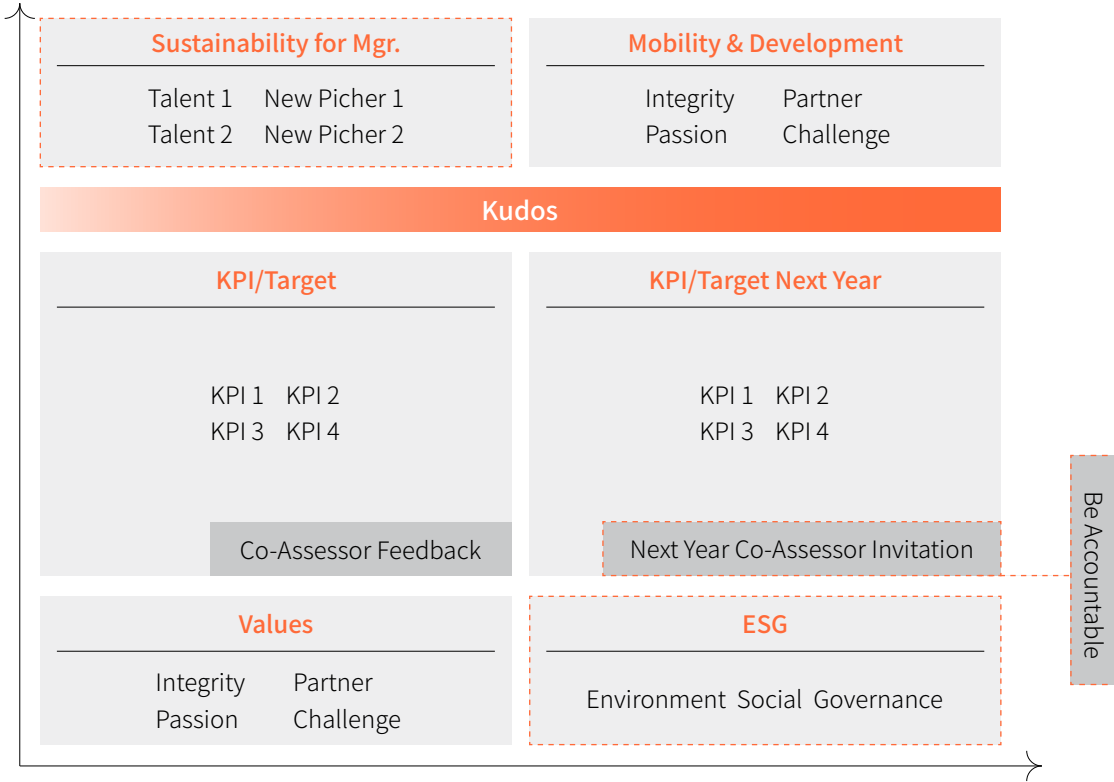 Sustainability for Mgr.
Talent 1 New Picher 1
Talent 2 New Picher 2
Mobility & Development
Integrity Partner
Passion Challenge
Kudos
KPI/Target
KPI 1 KPI 2
KPI 3 KPI 4
Co-Assessor Feedback
KPI/Target Next Year
KPI 1 KPI 2
KPI 3 KPI 4
Next Year Co-Assessor Invitation
Be Accountable
Values
Integrity Partner
Passion Challenge
ESG
Environment Social Governance